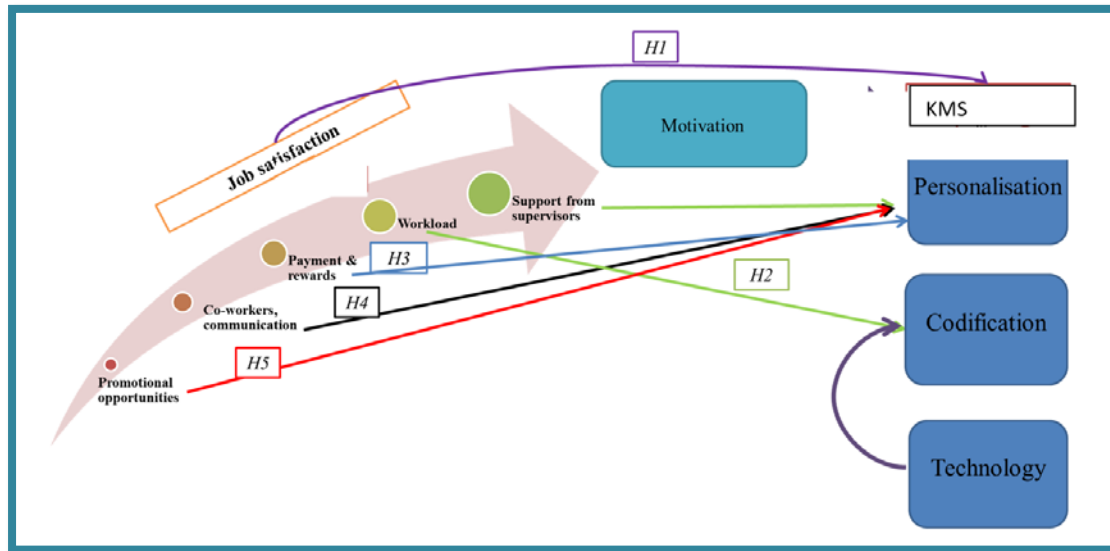 H1
KMS
Motivation
Job satisfaction
Personalisation
Support from
supervisors
Workload
H3
Payment &
rewards
H2
H4
Co-workers,
communication
Codification
H5
Promotional
opportunities
Technology